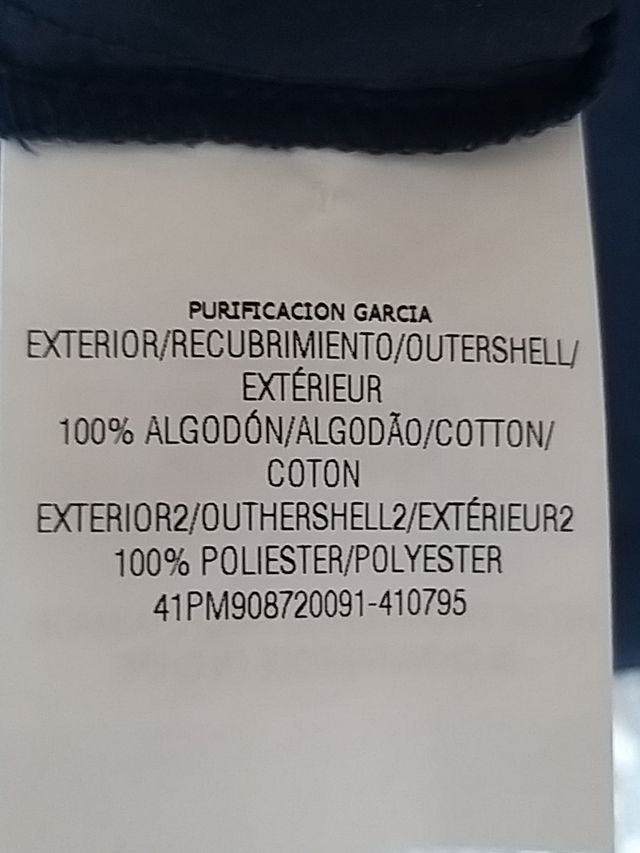 PURIFICACION GARCIA
EXTERIOR/RECUBRIMIENTO/OUTERSHELL/
EXTÉRIEUR
100% ALGODÓN/ALGODÃO/COTTON/
COTON
EXTERIOR2/OUTHERSHELL2/EXTÉRIEUR2
100% POLIESTER/POLYESTER
41PM908720091-410795